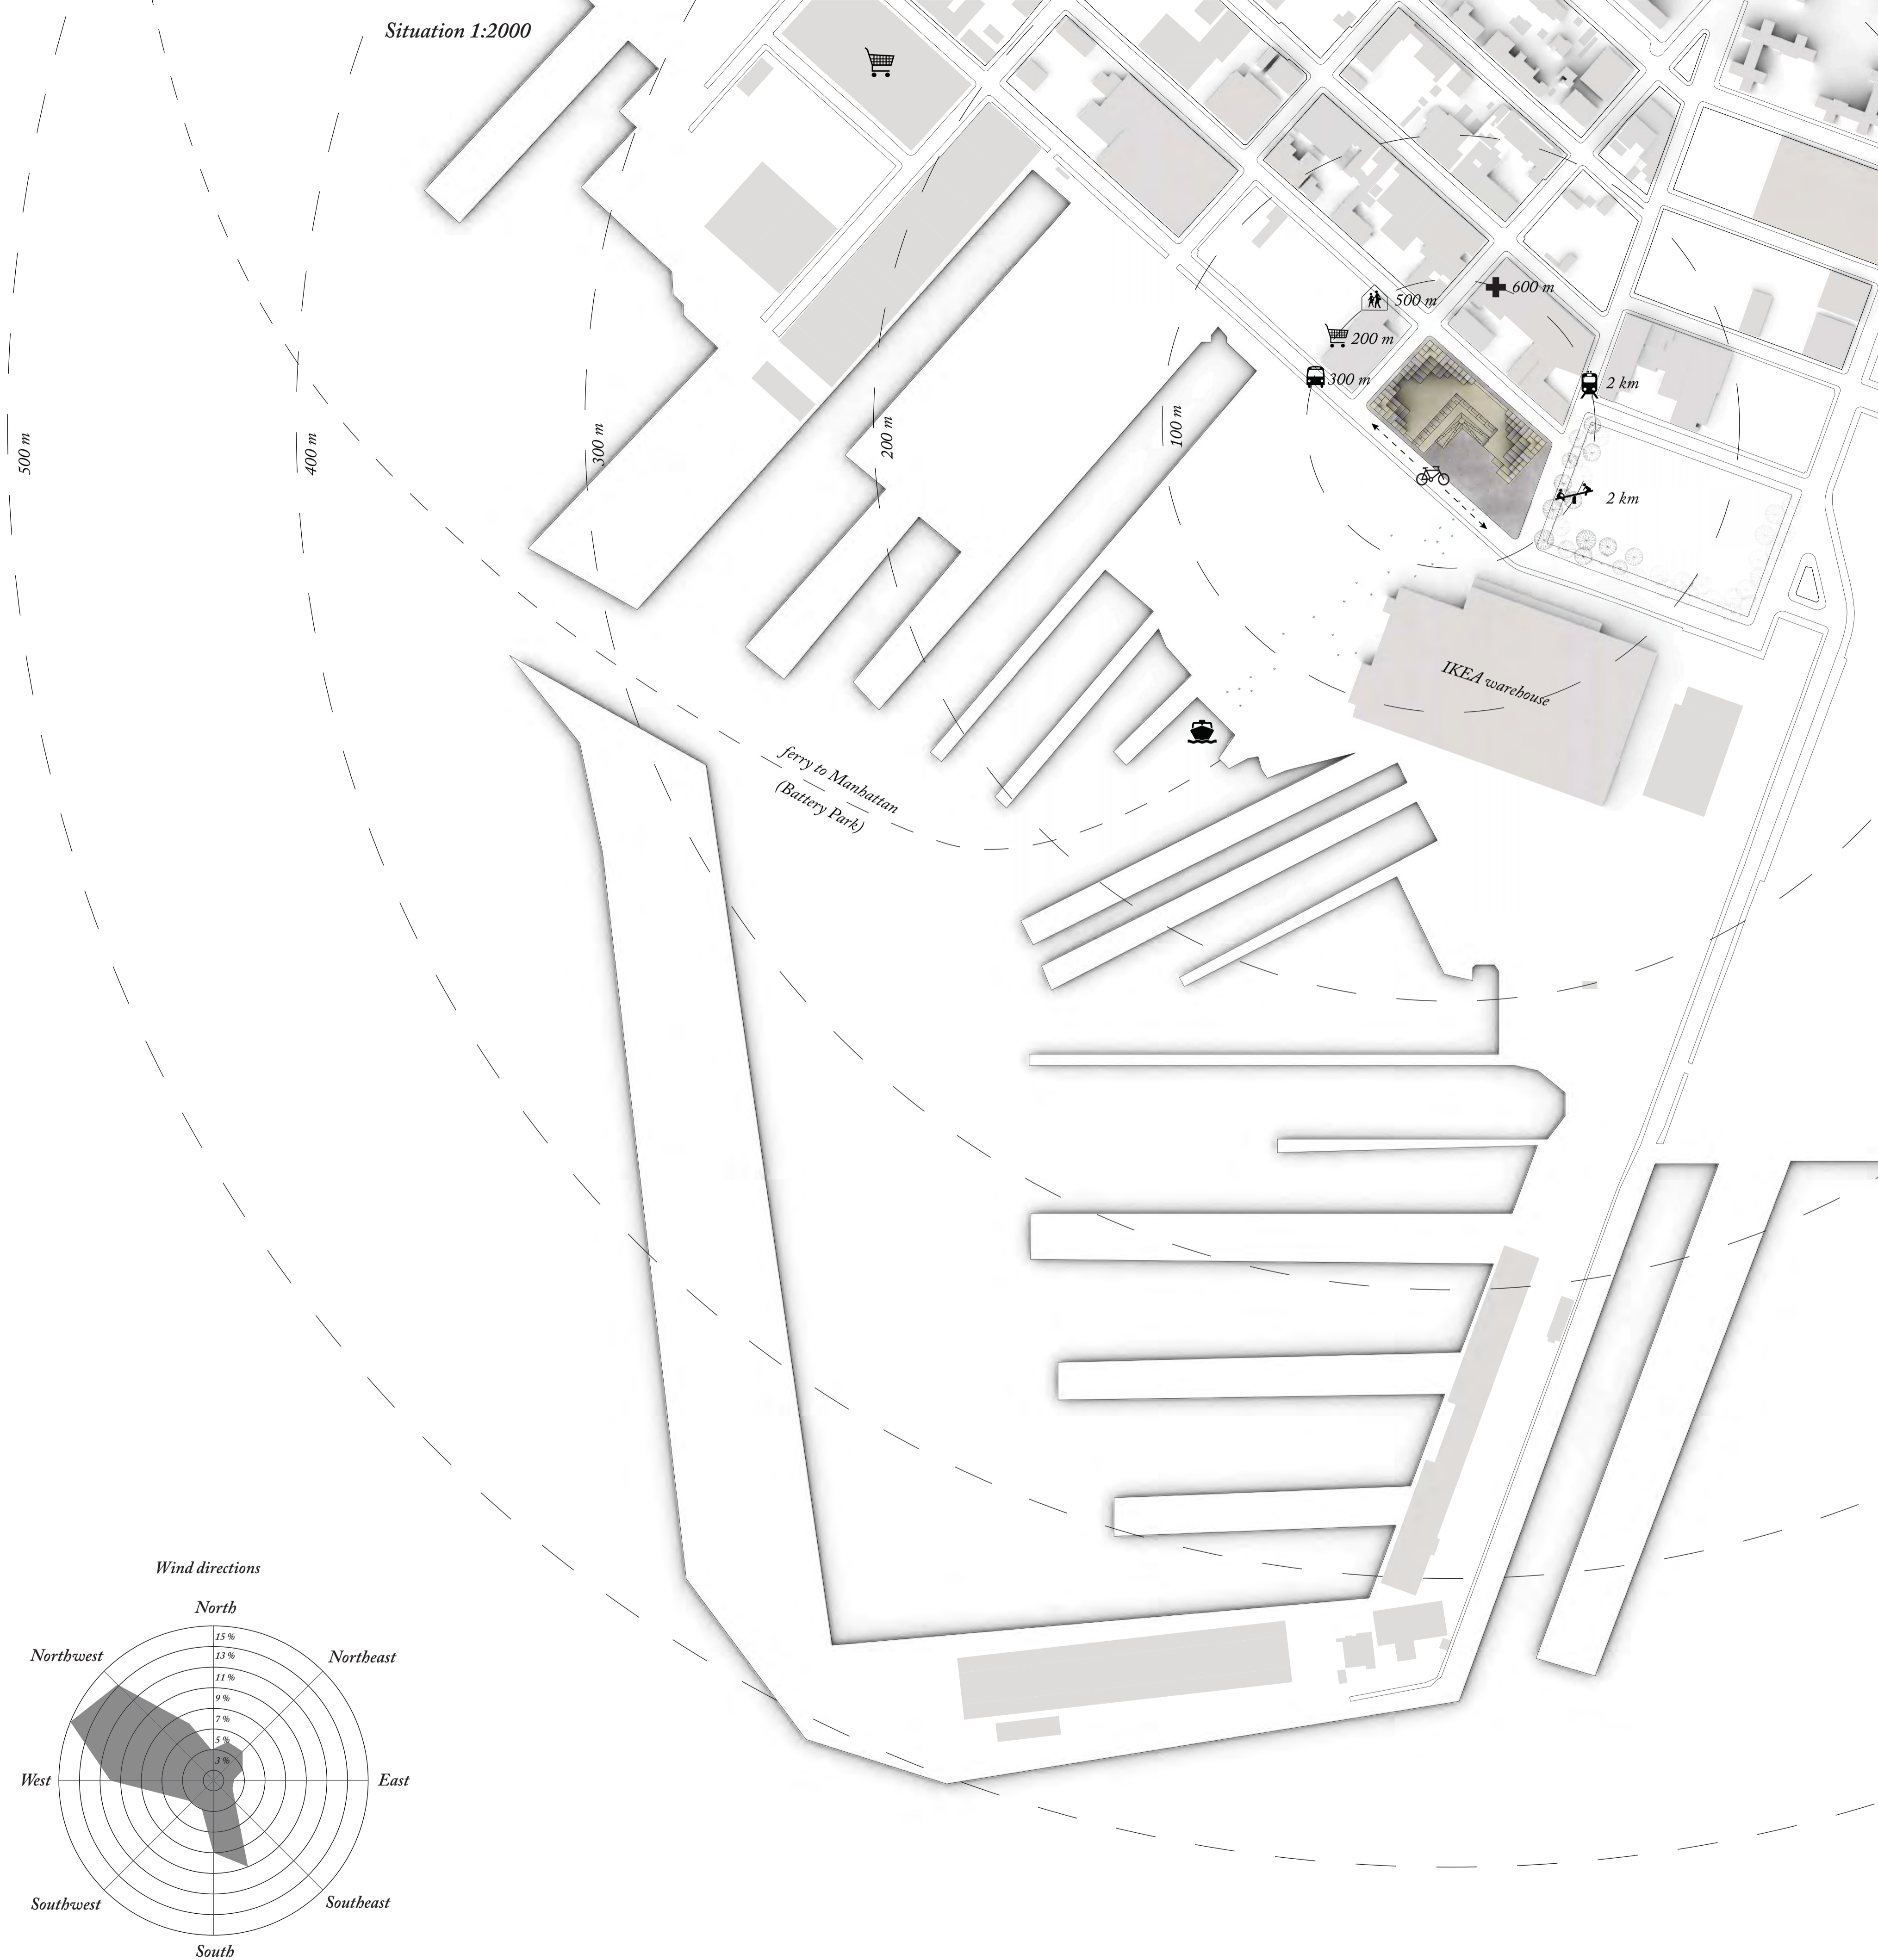 Situation 1:2000
500 m
600 m
200 m
300 m
2 km
500 m
400 m
300 m
200 m
100 m
2 km
IKEA warehouse
ferry to Manhattan
(Battery Park)
Wind directions
North
15 %
Northwest
Northeast
13 %
11 %
9 %
7 %
5 %
3 %
West
East
Southwest
Southeast
South